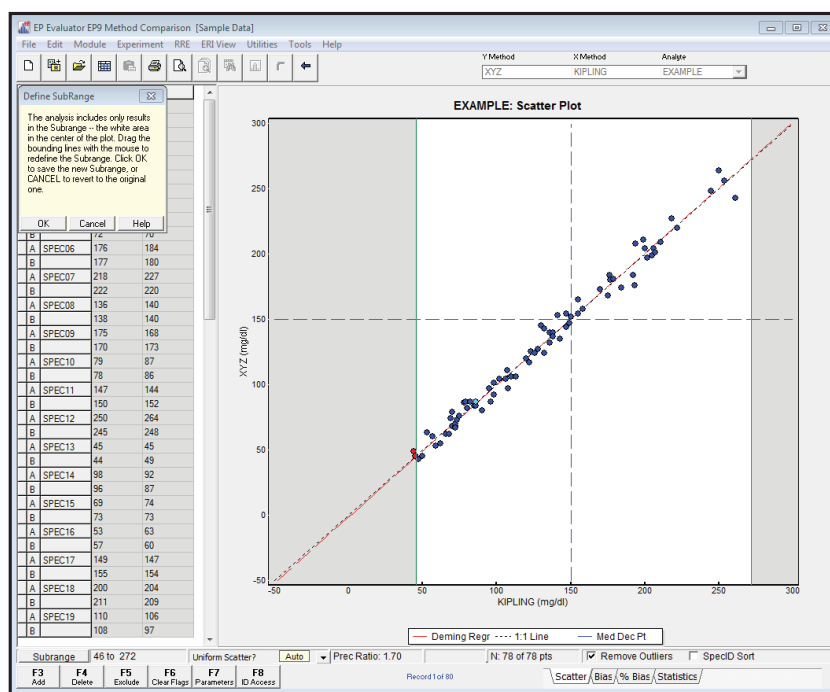 EP Evaluator EP9 Method Comparison [Sample Data]
File Edit Module Experiment RRE ERI View Utilities Tools Help
Y Method X Method Analyte
XYZ KIPLING EXAMPLE
Define SubRange
The analysis includes only results
in the Subrange -- the white area
in the center of the plot. Drag the
bounding lines with the mouse to
redefine the Subrange. Click OK
to save the new Subrange, or
CANCEL to revert to the original
one.
OK Cancel Help
B 72 70
A SPEC06 176 184
B 177 180
A SPEC07 218 227
B 222 220
A SPEC08 136 140
B 138 140
A SPEC09 175 168
B 170 173
A SPEC10 79 87
B 78 86
A SPEC11 147 144
B 150 152
A SPEC12 250 264
B 245 248
A SPEC13 45 45
B 44 49
A SPEC14 98 92
B 96 87
A SPEC15 69 74
B 73 73
A SPEC16 53 63
B 57 60
A SPEC17 149 147
B 155 154
A SPEC18 200 204
B 211 209
A SPEC19 110 106
B 108 97
EXAMPLE: Scatter Plot
300
250
200
150
100
50
0
-50
XYZ (mg/dl)
-50 0 50 100 150 200 250 300
KIPLING (mg/dl)
Deming Regr 1:1 Line Med Dec Pt
Subrange 46 to 272 Uniform Scatter? Auto Prec Ratio: 1.70 N: 78 of 78 pts Remove Outliers SpecID Sort
F3 F4 F5 F6 F7 F8
Add Delete Exclude Clear Flags Parameters ID Access
Record 1 of 80
Scatter Bias % Bias Statistics